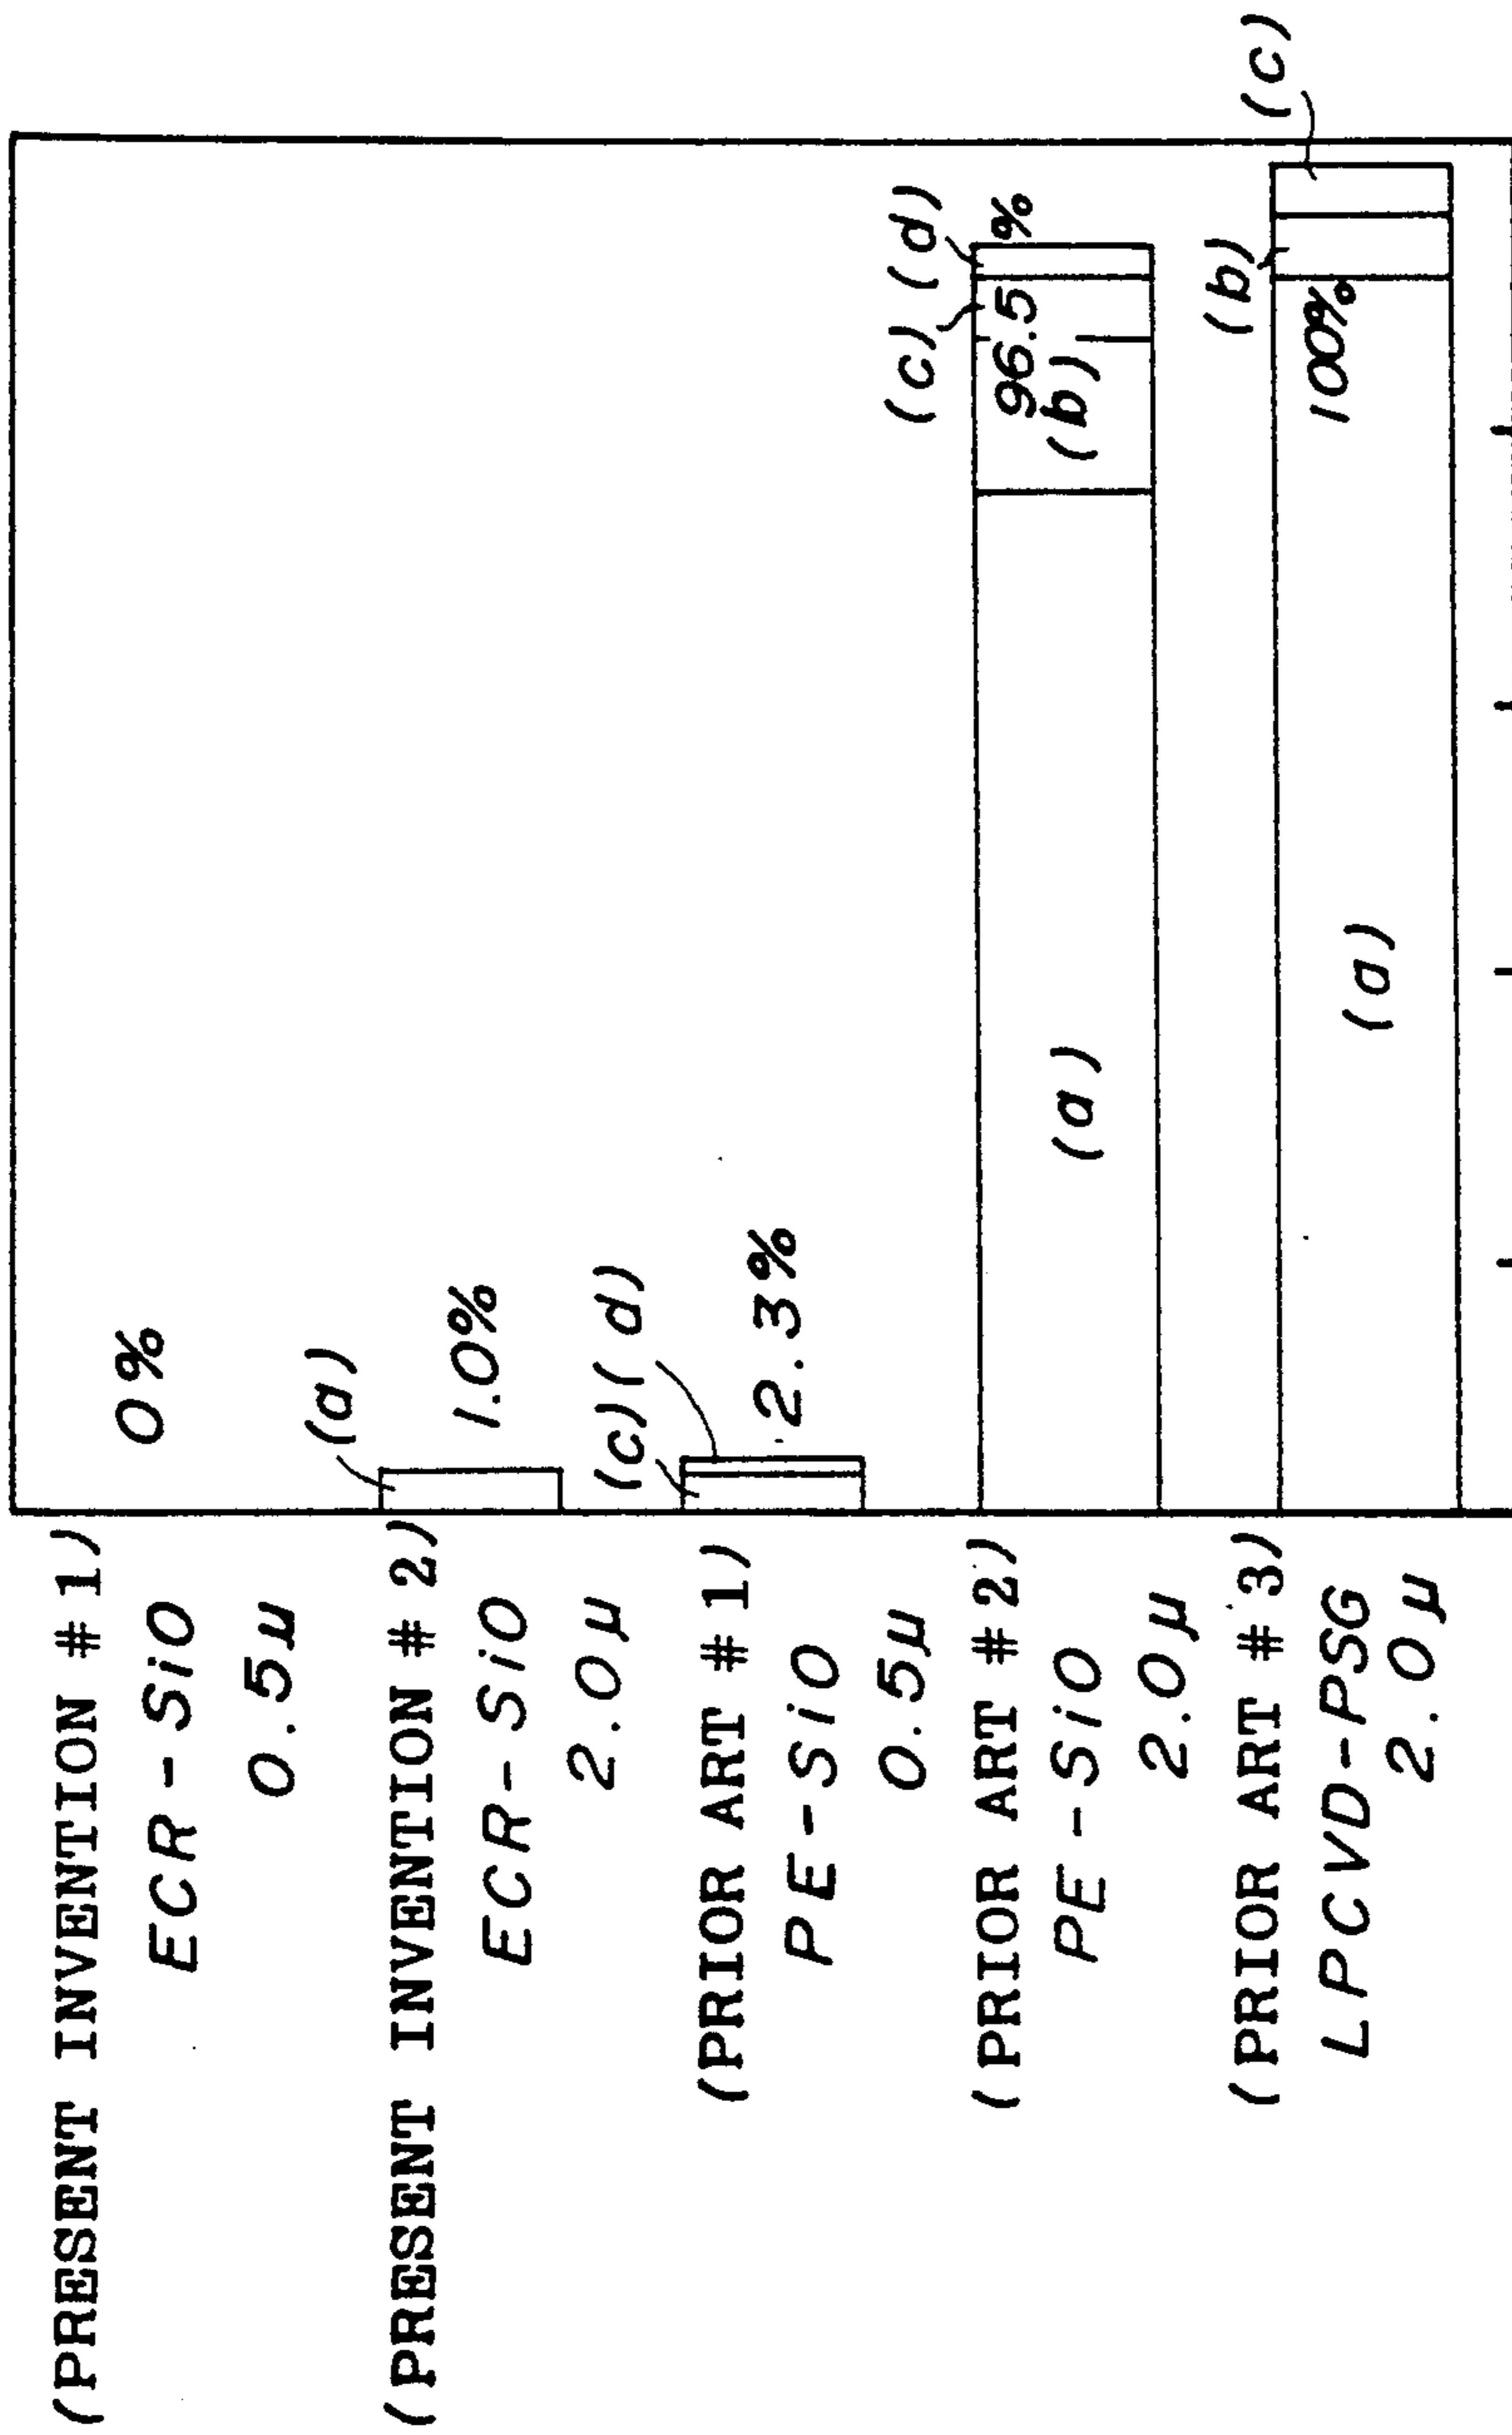 (PRESENT INVENTION #1)
ECR-SiO
0.5μ
0%
(PRESENT INVENTION #2)
ECR-SiO
2.0μ
(a)
1.0%
(PRIOR ART #1)
PE-SiO
0.5μ
(c)(d)
2.3%
(PRIOR ART #2)
PE-SiO
2.0μ
(c)(d)
96.5%
(a)
(b)
(PRIOR ART #3)
LPCVD-PSG
2.0μ
(b)
(c)
100%
(a)